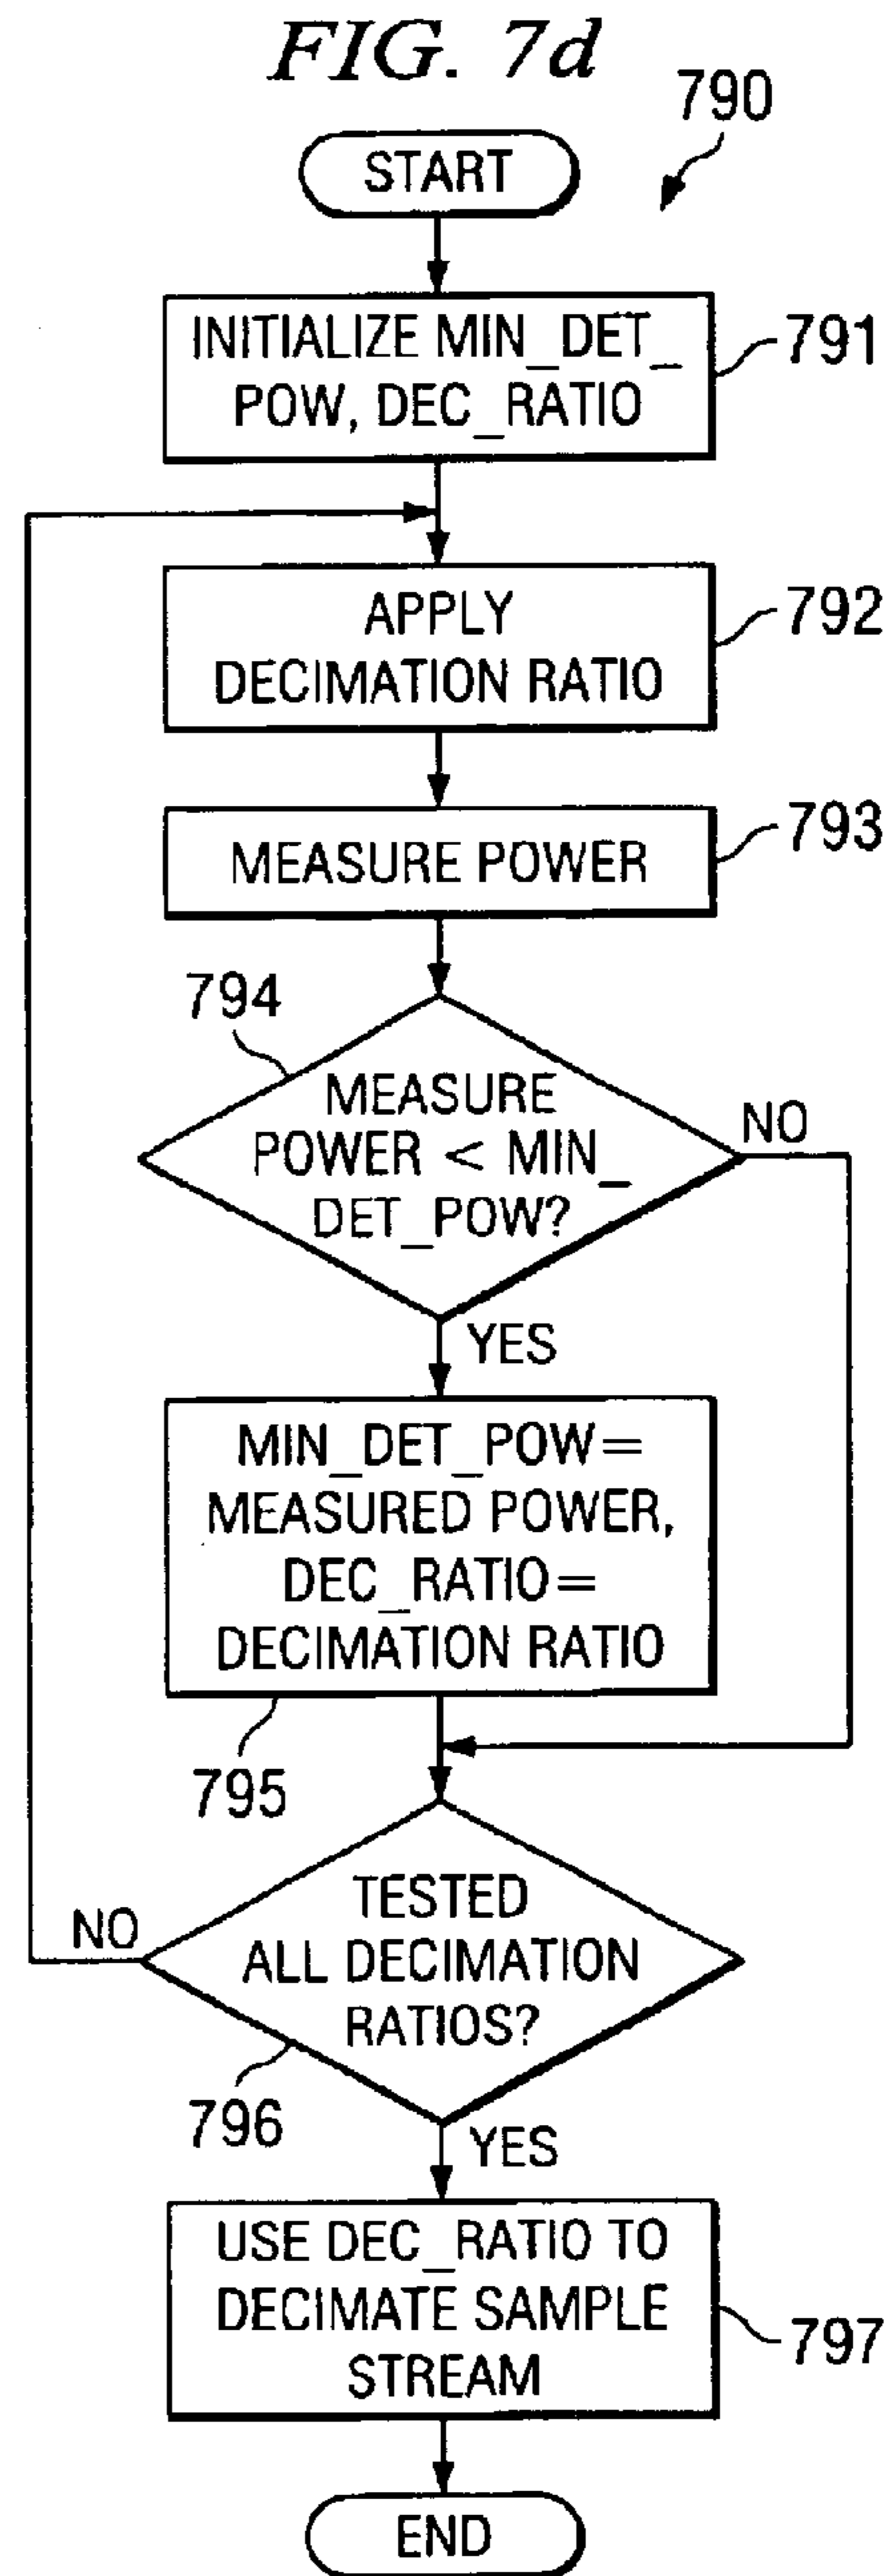 FIG. 7d
790
START
INITIALIZE MIN_DET_
POW, DEC_RATIO
791
APPLY
DECIMATION RATIO
792
MEASURE POWER
793
794
MEASURE
POWER < MIN_
DET_POW?
NO
YES
MIN_DET_POW=
MEASURED POWER,
DEC_RATIO=
DECIMATION RATIO
795
TESTED
ALL DECIMATION
RATIOS?
NO
796
YES
USE DEC_RATIO TO
DECIMATE SAMPLE
STREAM
797
END